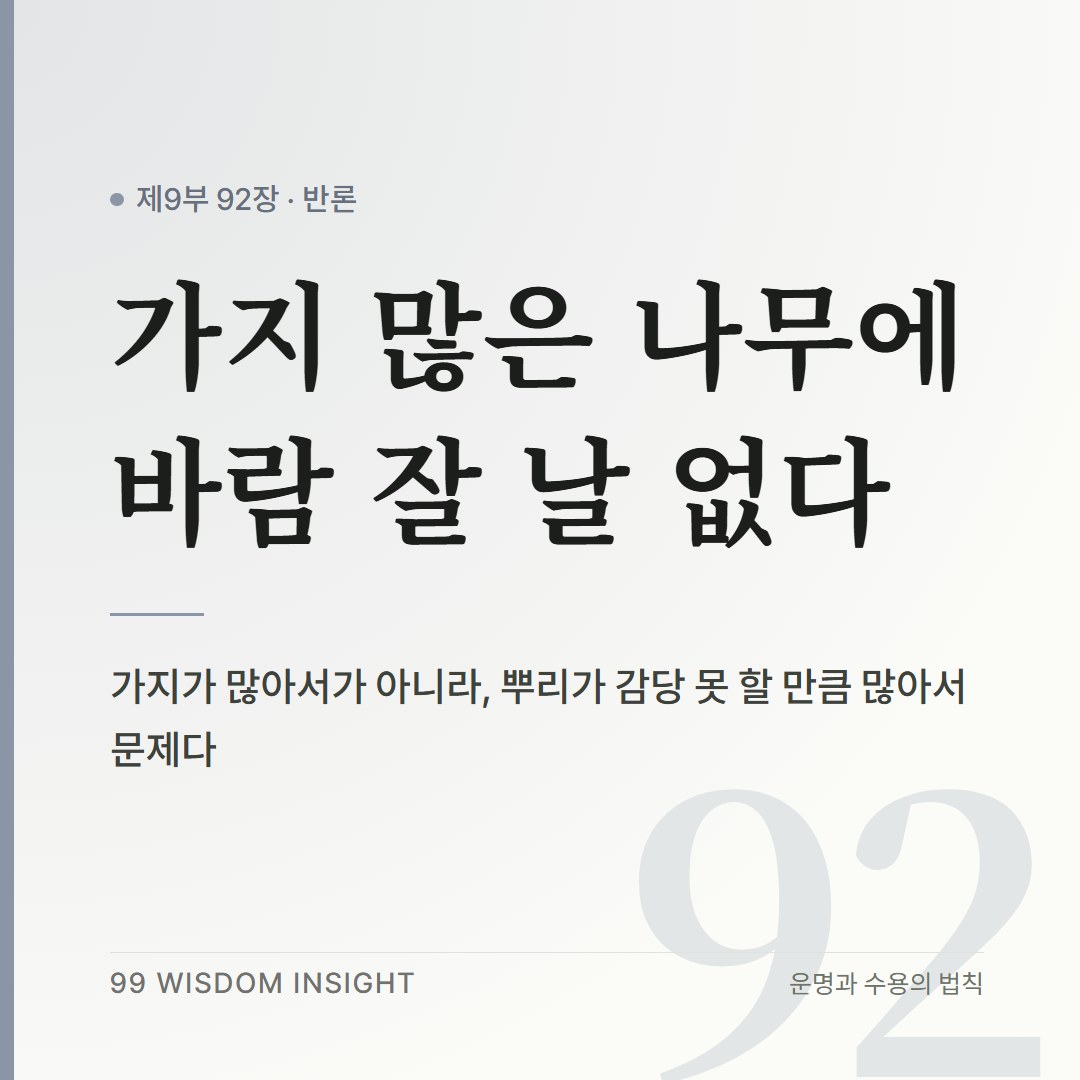 제9부 92장 · 반론
가지 많은 나무에
바람 잘 날 없다
가지가 많아서가 아니라, 뿌리가 감당 못 할 만큼 많아서
문제다
92
99 WISDOM INSIGHT
운명과 수용의 법칙